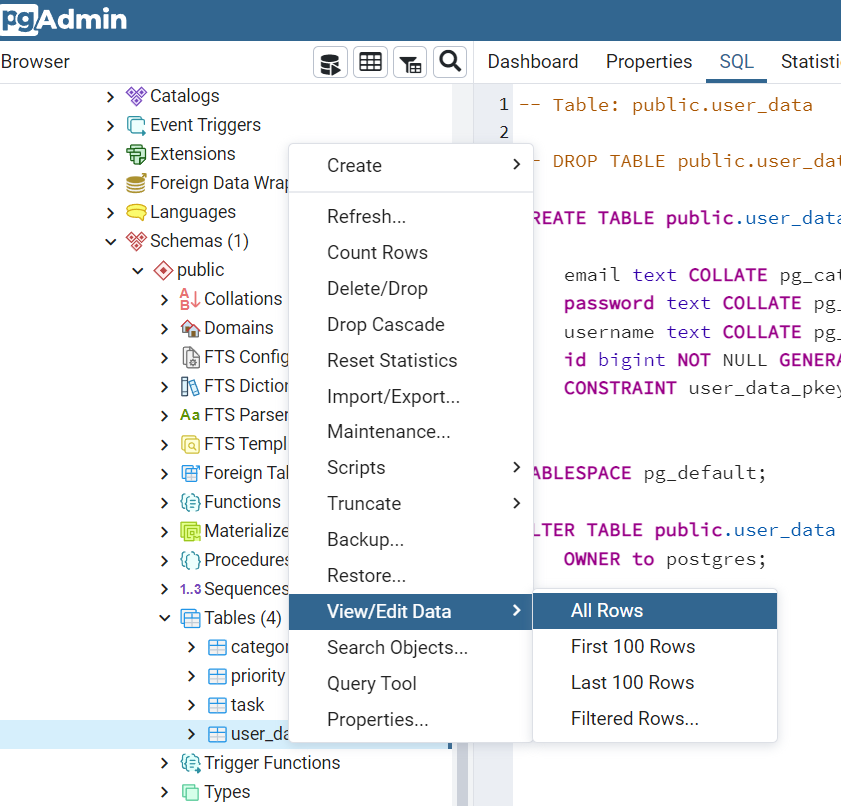 pgAdmin
Browser
Dashboard Properties SQL Statisti
Catalogs
Event Triggers
Extensions
Foreign Data Wrap
Languages
Schemas (1)
public
Collations
Domains
FTS Config
FTS Diction
Aa FTS Parser
FTS Templ
Foreign Tal
Functions
Materialize
Procedures
1..3 Sequences
Tables (4)
categor
priority
task
user_da
Trigger Functions
Types
Create
Refresh...
Count Rows
Delete/Drop
Drop Cascade
Reset Statistics
Import/Export...
Maintenance...
Scripts
Truncate
Backup...
Restore...
View/Edit Data
Search Objects...
Query Tool
Properties...
All Rows
First 100 Rows
Last 100 Rows
Filtered Rows...
1 -- Table: public.user_data
2
- DROP TABLE public.user_dat
REATE TABLE public.user_data
email text COLLATE pg_cat
password text COLLATE pg_
username text COLLATE pg_
id bigint NOT NULL GENERA
CONSTRAINT user_data_pkey
ABLESPACE pg_default;
LTER TABLE public.user_data
OWNER to postgres;